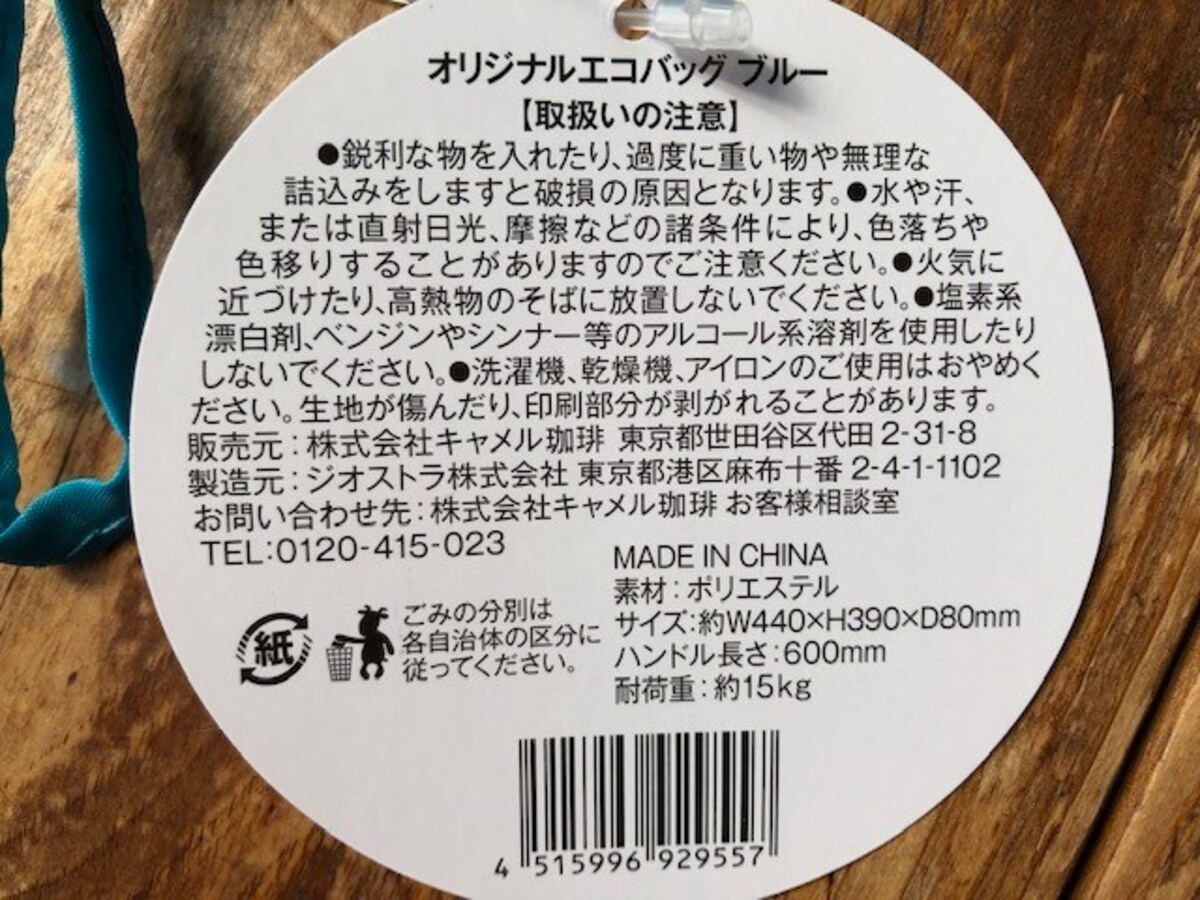 オリジナルエコバッグ ブルー
【取扱いの注意】
●鋭利な物を入れたり、過度に重い物や無理な
詰込みをしますと破損の原因となります。●水や汗、
または直射日光、摩擦などの諸条件により、色落ちや
色移りすることがありますのでご注意ください。●火気に
近づけたり、高熱物のそばに放置しないでください。●塩素系
漂白剤、ベンジンやシンナー等のアルコール系溶剤を使用したり
しないでください。●洗濯機、乾燥機、アイロンのご使用はおやめく
ださい。生地が傷んだり、印刷部分が剥がれることがあります。
販売元：株式会社キャメル珈琲 東京都世田谷区代田2-31-8
製造元：ジオストラ株式会社 東京都港区麻布十番 2-4-1-1102
お問い合わせ先：株式会社キャメル珈琲 お客様相談室
TEL:0120-415-023
紙
ごみの分別は
各自治体の区分に
従ってください。
MADE IN CHINA
素材：ポリエステル
サイズ：約W440×H390×D80mm
ハンドル長さ：600mm
耐荷重：約15kg
4 515996 929557